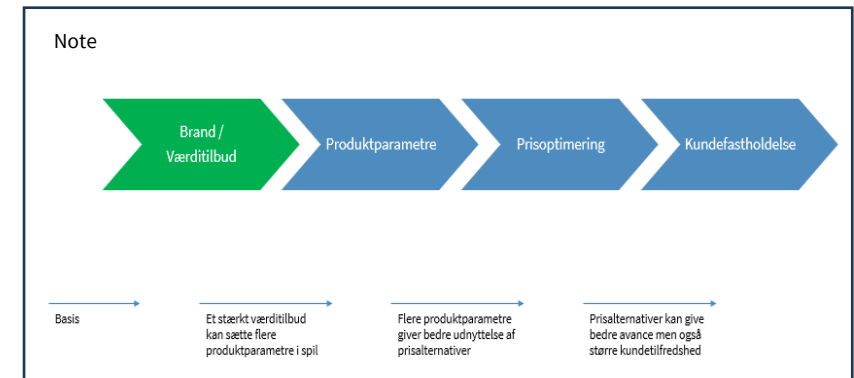 Note
Brand /
Værditilbud
Produktparametre
Prisoptimering
Kundefastholdelse
Basis
Et stærkt værditilbud
kan sætte flere
produktparametre i spil
Flere produktparametre
giver bedre udnyttelse af
prisalternativer
Prisalternativer kan give
bedre avance men også
større kundetilfredshed